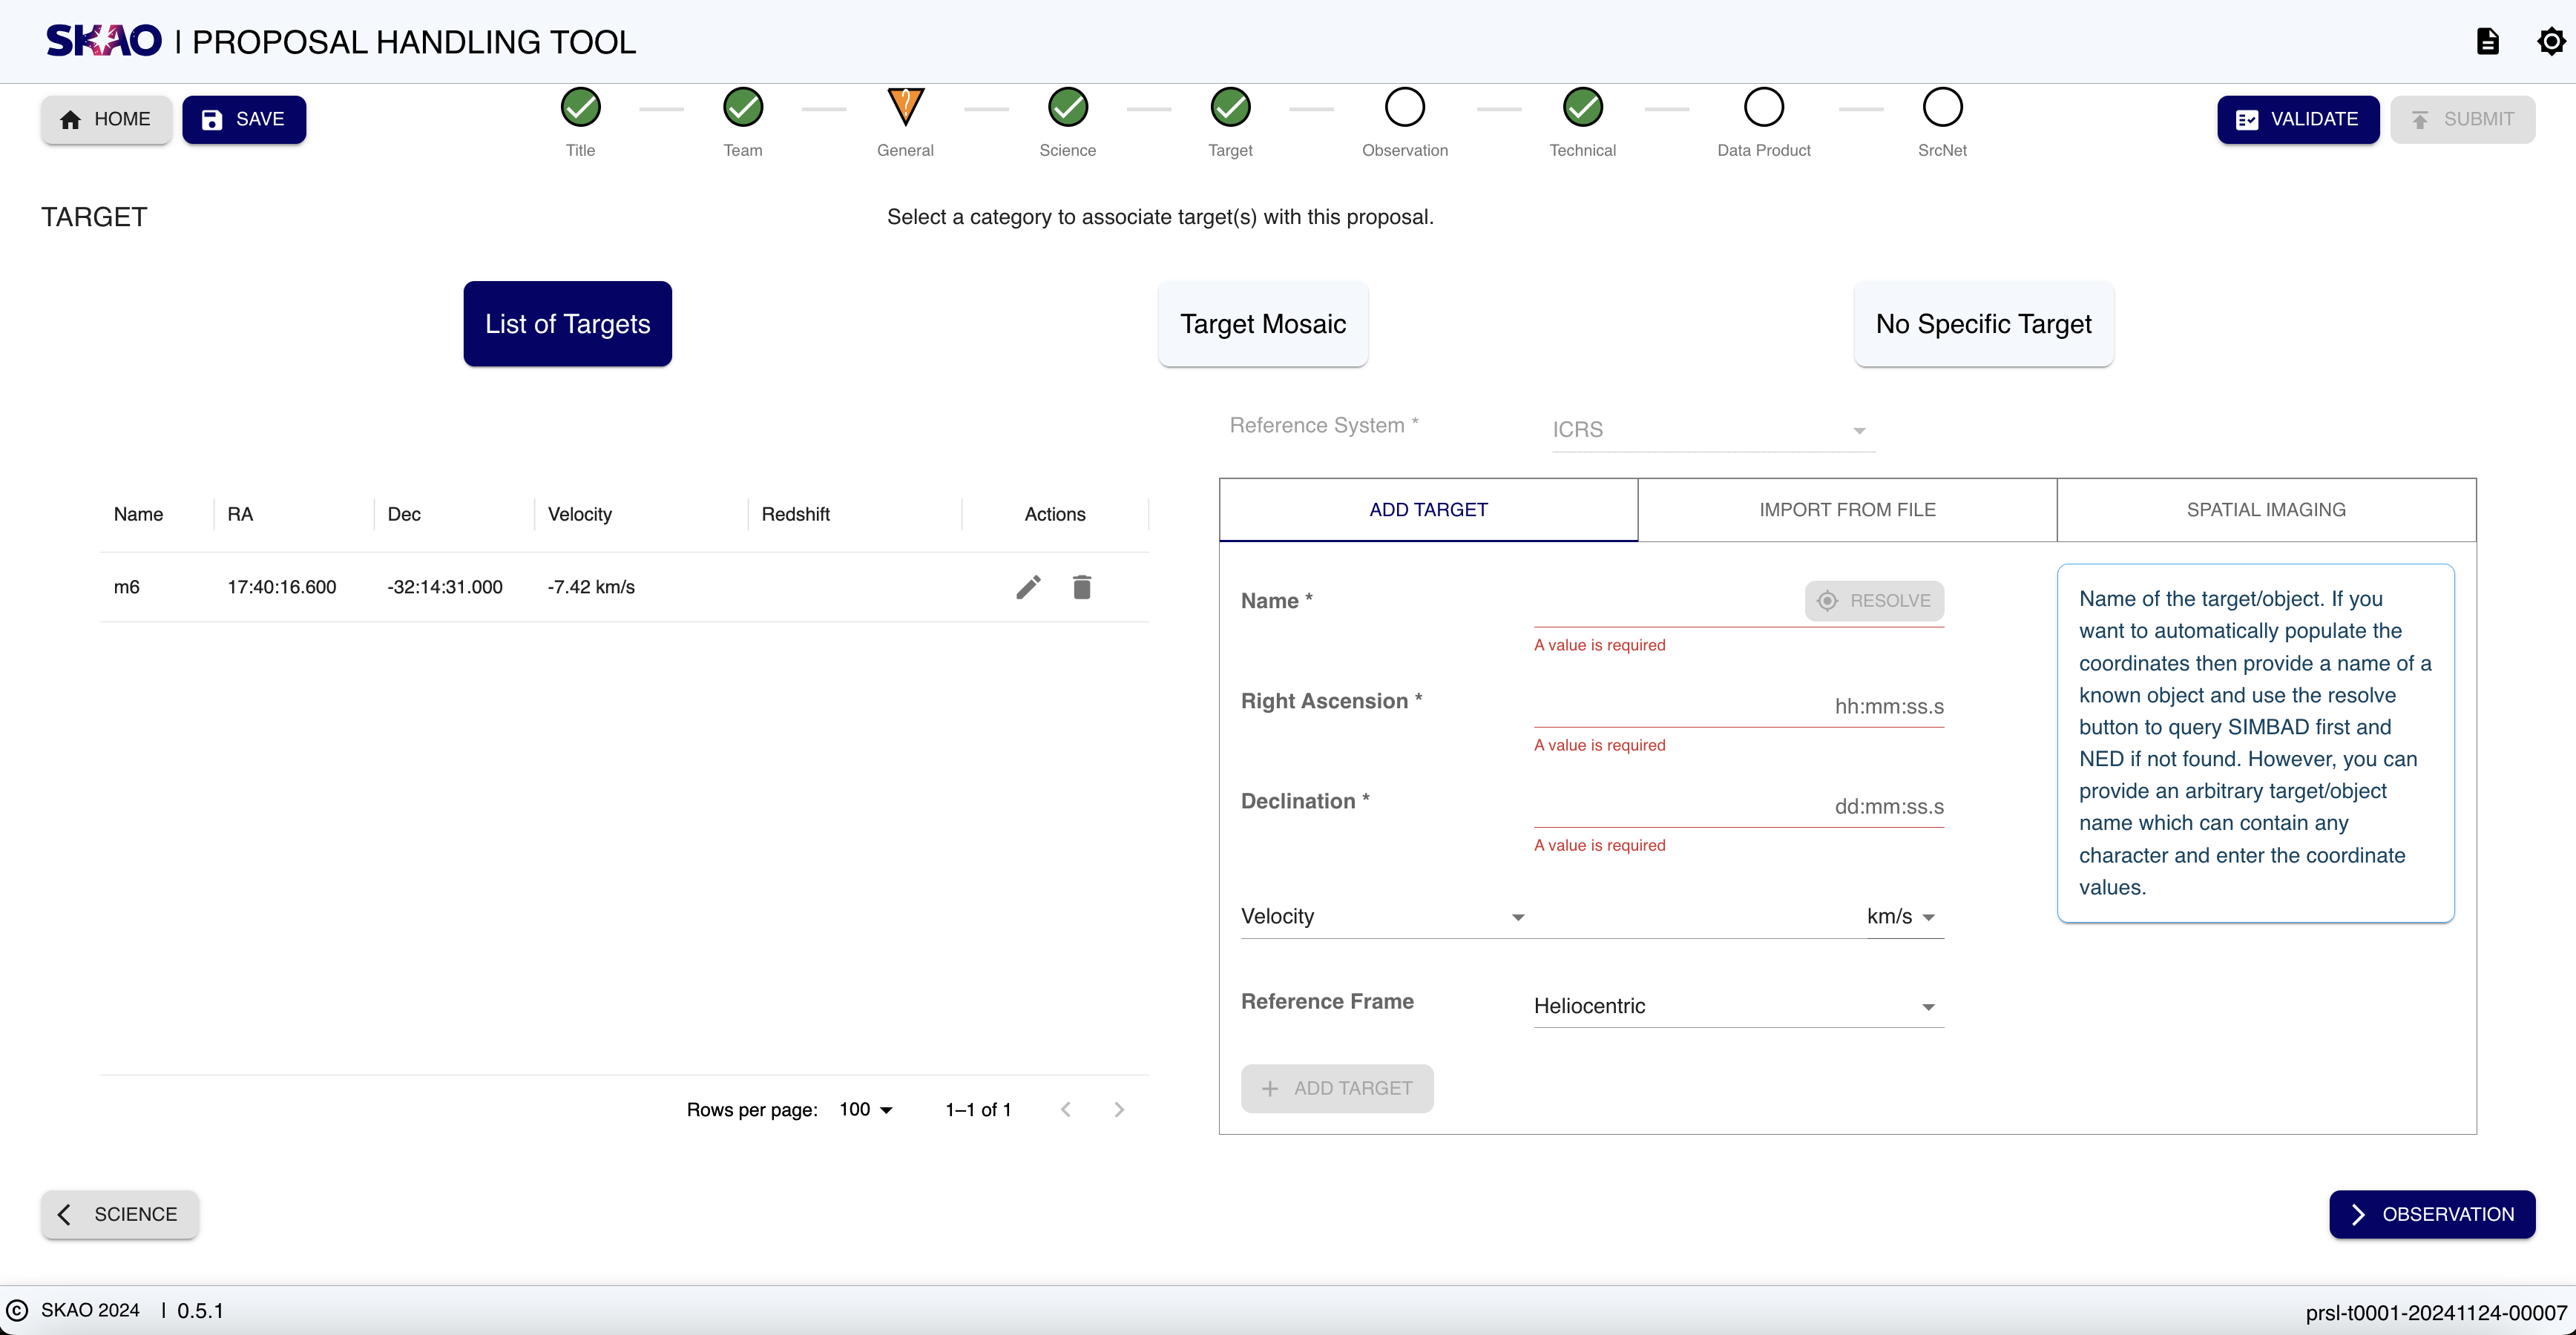 SKAO | PROPOSAL HANDLING TOOL
HOME
SAVE
?
Title
Team
General
Science
Target
Observation
Technical
Data Product
SrcNet
VALIDATE
SUBMIT
TARGET
Select a category to associate target(s) with this proposal.
List of Targets
Target Mosaic
No Specific Target
Reference System *
ICRS
Name
RA
Dec
Velocity
Redshift
Actions
m6
17:40:16.600
-32:14:31.000
-7.42 km/s
Rows per page:
100
1–1 of 1
ADD TARGET
IMPORT FROM FILE
SPATIAL IMAGING
Name *
RESOLVE
A value is required
Right Ascension *
hh:mm:ss.s
A value is required
Declination *
dd:mm:ss.s
A value is required
Velocity
km/s
Reference Frame
Heliocentric
+ ADD TARGET
Name of the target/object. If you
want to automatically populate the
coordinates then provide a name of a
known object and use the resolve
button to query SIMBAD first and
NED if not found. However, you can
provide an arbitrary target/object
name which can contain any
character and enter the coordinate
values.
SCIENCE
OBSERVATION
© SKAO 2024 | 0.5.1
prsl-t0001-20241124-00007